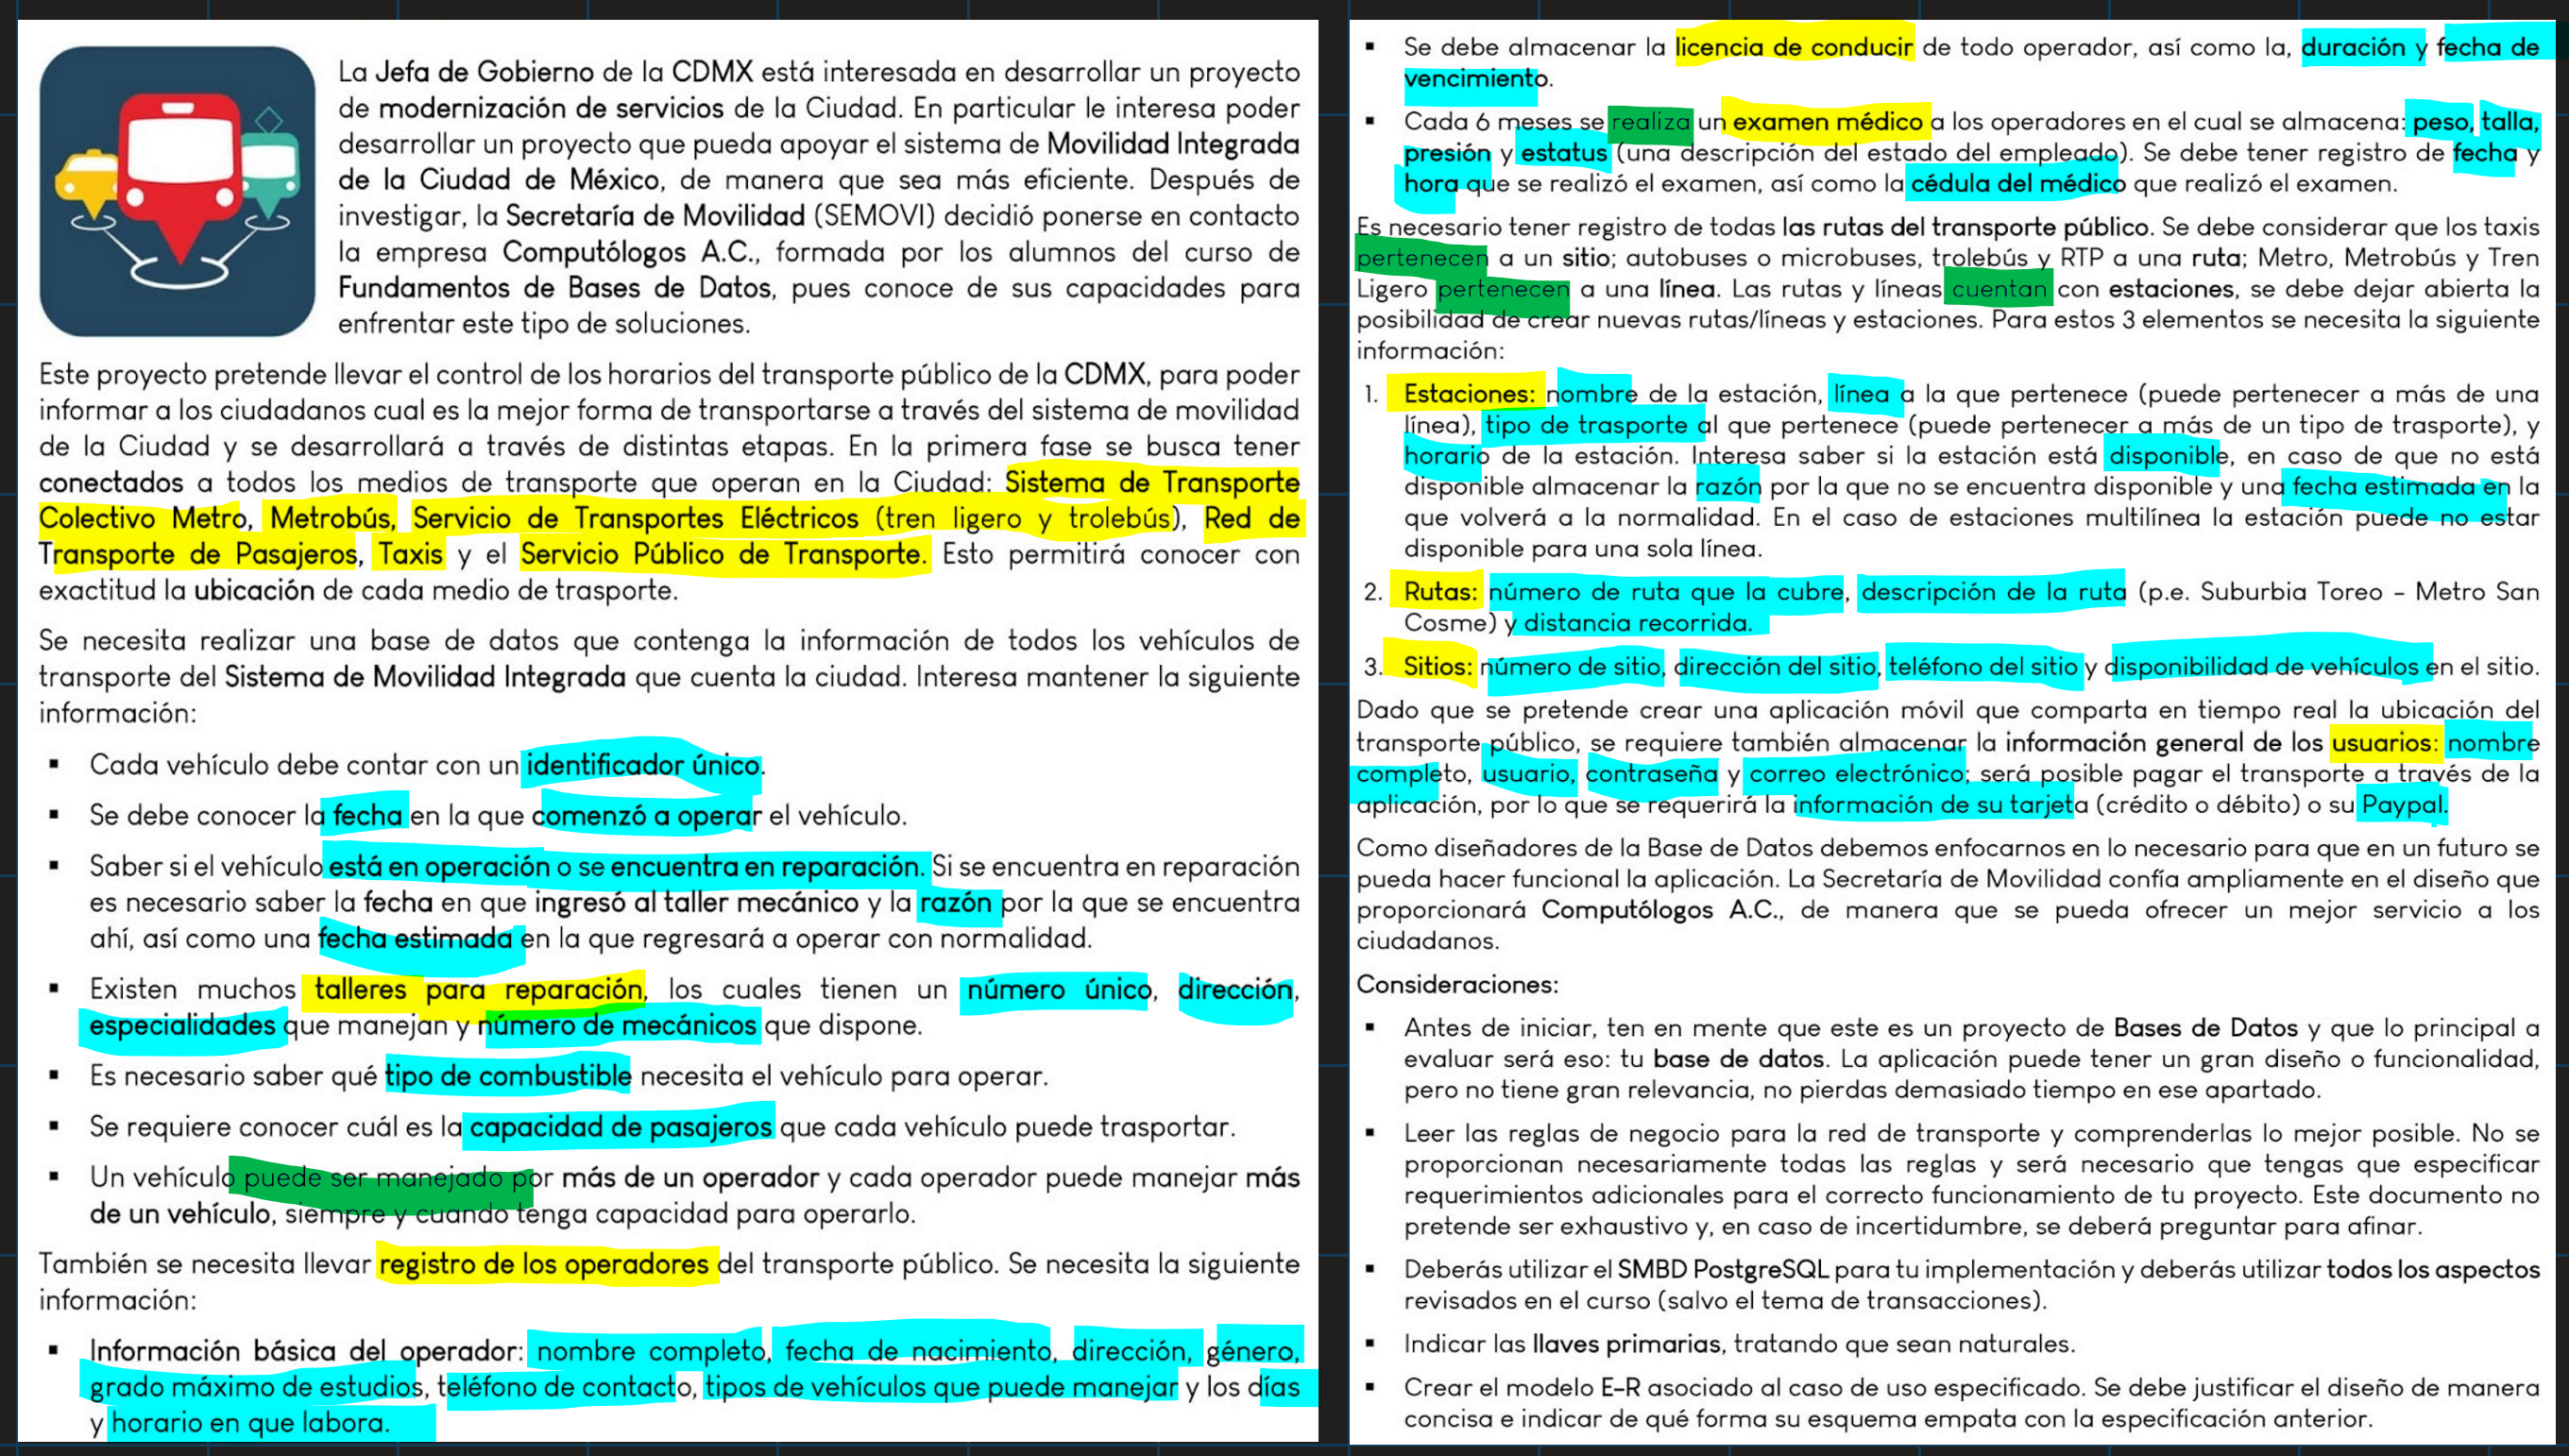 La Jefa de Gobierno de la CDMX está interesada en desarrollar un proyecto
de modernización de servicios de la Ciudad. En particular le interesa poder
desarrollar un proyecto que pueda apoyar el sistema de Movilidad Integrada
de la Ciudad de México, de manera que sea más eficiente. Después de
investigar, la Secretaría de Movilidad (SEMOVI) decidió ponerse en contacto
la empresa Computólogos A.C., formada por los alumnos del curso de
Fundamentos de Bases de Datos, pues conoce de sus capacidades para
enfrentar este tipo de soluciones.
Este proyecto pretende llevar el control de los horarios del transporte público de la CDMX, para poder
informar a los ciudadanos cual es la mejor forma de transportarse a través del sistema de movilidad
de la Ciudad y se desarrollará a través de distintas etapas. En la primera fase se busca tener
conectados a todos los medios de transporte que operan en la Ciudad: Sistema de Transporte
Colectivo Metro, Metrobús, Servicio de Transportes Eléctricos (tren ligero y trolebús), Red de
Transporte de Pasajeros, Taxis y el Servicio Público de Transporte. Esto permitirá conocer con
exactitud la ubicación de cada medio de trasporte.
Se necesita realizar una base de datos que contenga la información de todos los vehículos de
transporte del Sistema de Movilidad Integrada que cuenta la ciudad. Interesa mantener la siguiente
información:
▪ Cada vehículo debe contar con un identificador único.
▪ Se debe conocer la fecha en la que comenzó a operar el vehículo.
▪ Saber si el vehículo está en operación o se encuentra en reparación. Si se encuentra en reparación
es necesario saber la fecha en que ingresó al taller mecánico y la razón por la que se encuentra
ahí, así como una fecha estimada en la que regresará a operar con normalidad.
▪ Existen muchos talleres para reparación, los cuales tienen un número único, dirección,
especialidades que manejan y número de mecánicos que dispone.
▪ Es necesario saber qué tipo de combustible necesita el vehículo para operar.
▪ Se requiere conocer cuál es la capacidad de pasajeros que cada vehículo puede trasportar.
▪ Un vehículo puede ser manejado por más de un operador y cada operador puede manejar más
de un vehículo, siempre y cuando tenga capacidad para operarlo.
También se necesita llevar registro de los operadores del transporte público. Se necesita la siguiente
información:
▪ Información básica del operador: nombre completo, fecha de nacimiento, dirección, género,
grado máximo de estudios, teléfono de contacto, tipos de vehículos que puede manejar y los días
y horario en que labora.
▪ Se debe almacenar la licencia de conducir de todo operador, así como la, duración y fecha de
vencimiento.
▪ Cada 6 meses se realiza un examen médico a los operadores en el cual se almacena: peso, talla,
presión y estatus (una descripción del estado del empleado). Se debe tener registro de fecha y
hora que se realizó el examen, así como la cédula del médico que realizó el examen.
Es necesario tener registro de todas las rutas del transporte público. Se debe considerar que los taxis
pertenecen a un sitio; autobuses o microbuses, trolebús y RTP a una ruta; Metro, Metrobús y Tren
Ligero pertenecen a una línea. Las rutas y líneas cuentan con estaciones, se debe dejar abierta la
posibilidad de crear nuevas rutas/líneas y estaciones. Para estos 3 elementos se necesita la siguiente
información:
1. Estaciones: nombre de la estación, línea a la que pertenece (puede pertenecer a más de una
línea), tipo de trasporte al que pertenece (puede pertenecer a más de un tipo de trasporte), y
horario de la estación. Interesa saber si la estación está disponible, en caso de que no está
disponible almacenar la razón por la que no se encuentra disponible y una fecha estimada en la
que volverá a la normalidad. En el caso de estaciones multilínea la estación puede no estar
disponible para una sola línea.
2. Rutas: número de ruta que la cubre, descripción de la ruta (p.e. Suburbia Toreo – Metro San
Cosme) y distancia recorrida.
3. Sitios: número de sitio, dirección del sitio, teléfono del sitio y disponibilidad de vehículos en el sitio.
Dado que se pretende crear una aplicación móvil que comparta en tiempo real la ubicación del
transporte público, se requiere también almacenar la información general de los usuarios: nombre
completo, usuario, contraseña y correo electrónico; será posible pagar el transporte a través de la
aplicación, por lo que se requerirá la información de su tarjeta (crédito o débito) o su Paypal.
Como diseñadores de la Base de Datos debemos enfocarnos en lo necesario para que en un futuro se
pueda hacer funcional la aplicación. La Secretaría de Movilidad confía ampliamente en el diseño que
proporcionará Computólogos A.C., de manera que se pueda ofrecer un mejor servicio a los
ciudadanos.
Consideraciones:
▪ Antes de iniciar, ten en mente que este es un proyecto de Bases de Datos y que lo principal a
evaluar será eso: tu base de datos. La aplicación puede tener un gran diseño o funcionalidad,
pero no tiene gran relevancia, no pierdas demasiado tiempo en ese apartado.
▪ Leer las reglas de negocio para la red de transporte y comprenderlas lo mejor posible. No se
proporcionan necesariamente todas las reglas y será necesario que tengas que especificar
requerimientos adicionales para el correcto funcionamiento de tu proyecto. Este documento no
pretende ser exhaustivo y, en caso de incertidumbre, se deberá preguntar para afinar.
▪ Deberás utilizar el SMBD PostgreSQL para tu implementación y deberás utilizar todos los aspectos
revisados en el curso (salvo el tema de transacciones).
▪ Indicar las llaves primarias, tratando que sean naturales.
▪ Crear el modelo E-R asociado al caso de uso especificado. Se debe justificar el diseño de manera
concisa e indicar de qué forma su esquema empata con la especificación anterior.